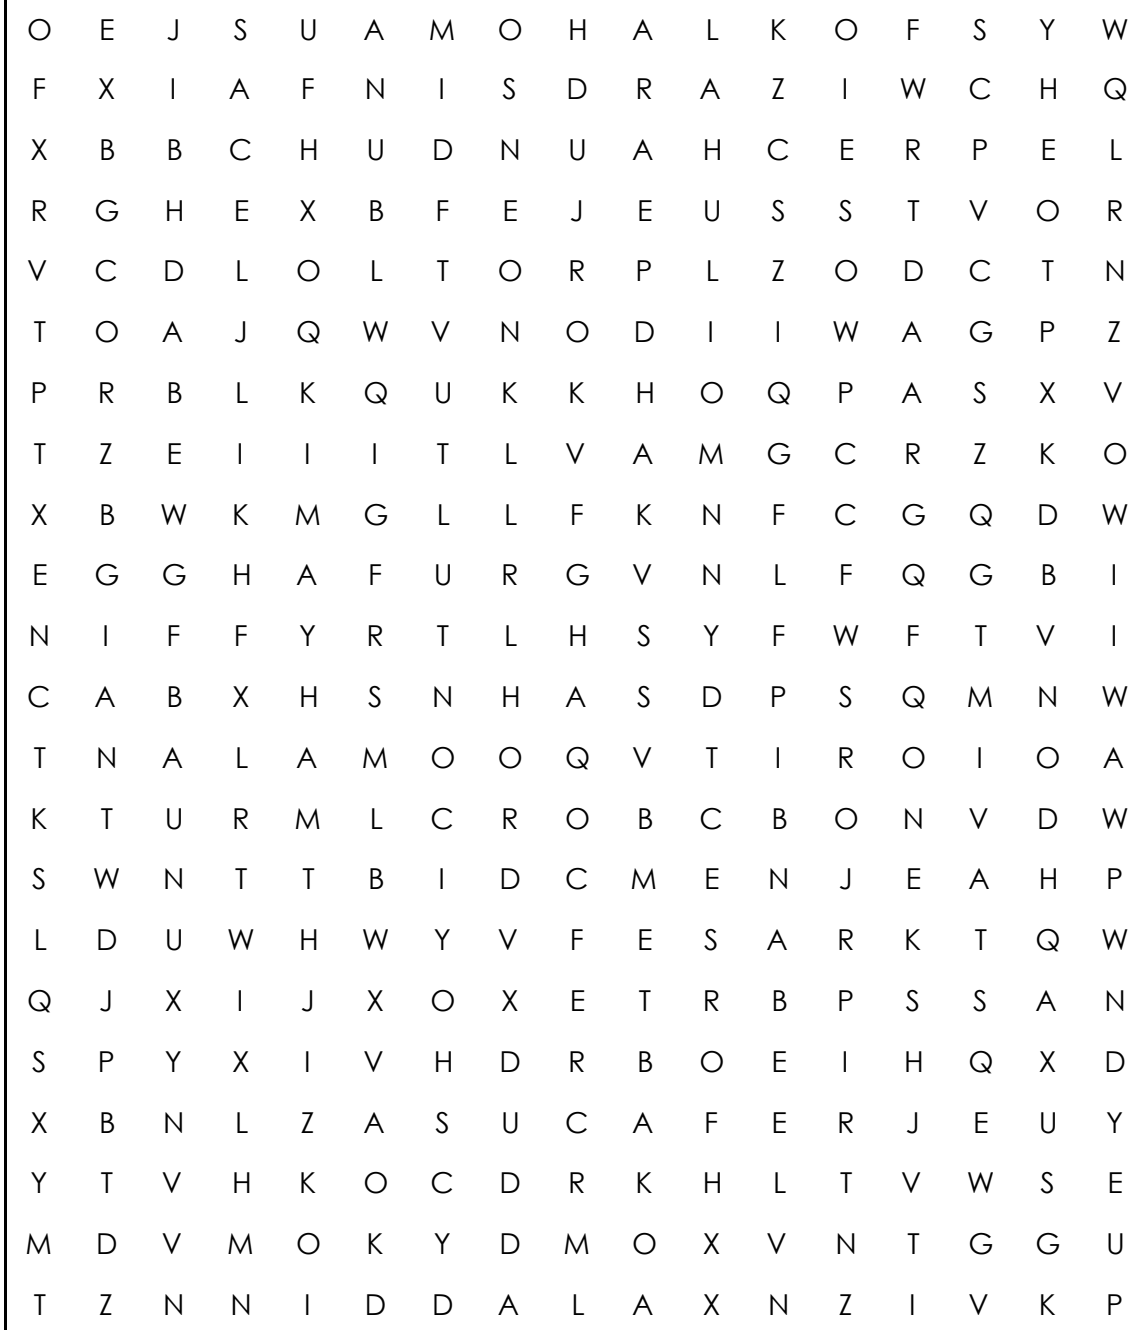 O E J S U A M O H A L K O F S Y W
F X I A F N I S D R A Z I W C H Q
X B B C H U D N U A H C E R P E L
R G H E X B F E J E U S S T V O R
V C D L O L T O R P L Z O D C T N
T O A J Q W V N O D I I W A G P Z
P R B L K Q U K K H O Q P A S X V
T Z E I I I T L V A M G C R Z K O
X B W K M G L L F K N F C G Q D W
E G G H A F U R G V N L F Q G B I
N I F F Y R T L H S Y F W F T V I
C A B X H S N H A S D P S Q M N W
T N A L A M O O Q V T I R O I O A
K T U R M L C R O B C B O N V D W
S W N T T B I D C M E N J E A H P
L D U W H W Y V F E S A R K T Q W
Q J X I J X O X E T R B P S S A N
S P Y X I V H D R B O E I H Q X D
X B N L Z A S U C A F E R J E U Y
Y T V H K O C D R K H L T V W S E
M D V M O K Y D M O X V N T G G U
T Z N N I D D A L A X N Z I V K P